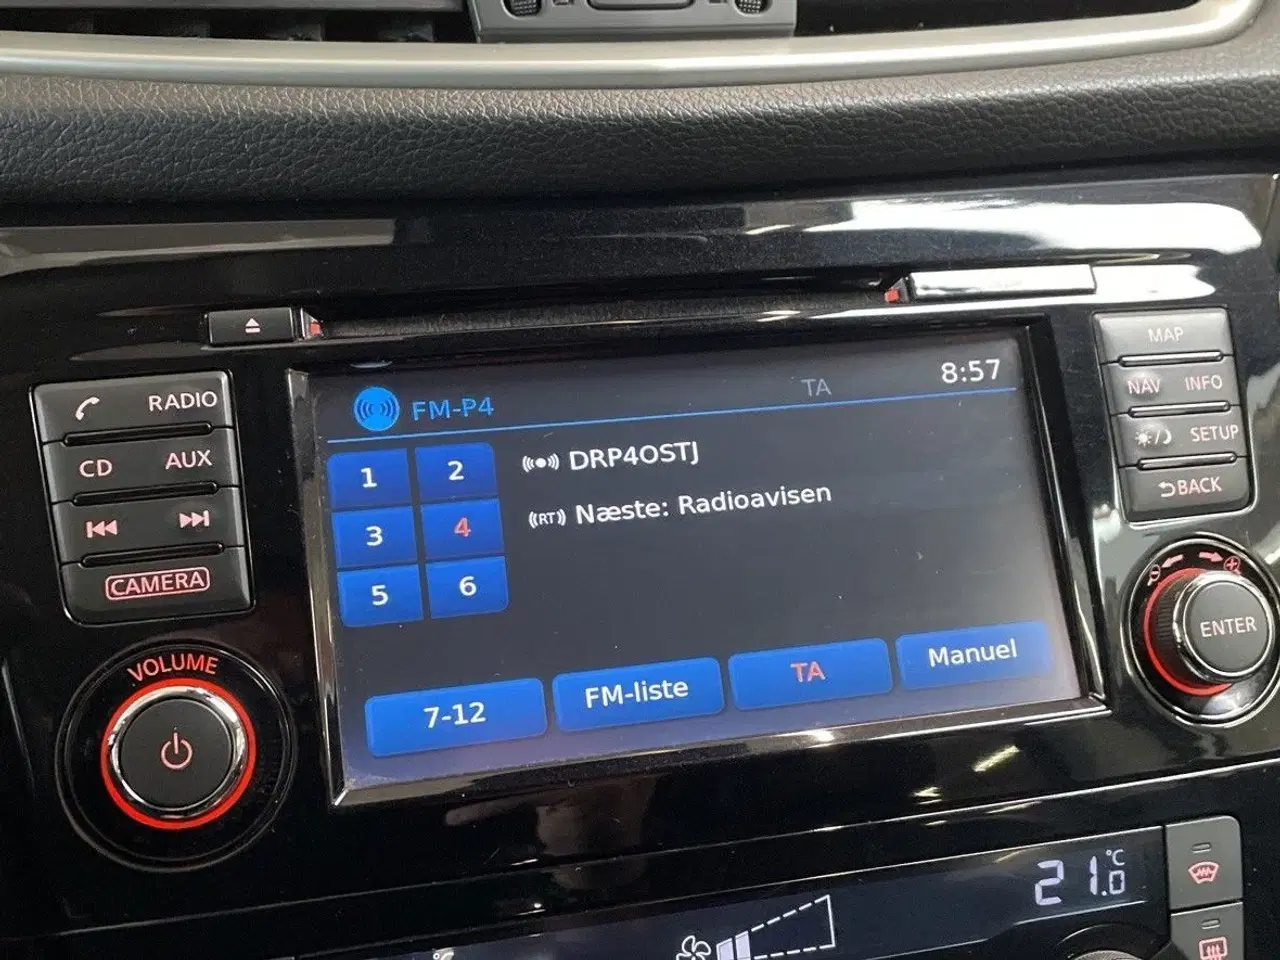 RADIO
CD AUX
CAMERA
VOLUME
FM-P4 TA 8:57
1 2
3 4
5 6
DRP4OSTJ
(RT) Næste: Radioavisen
7-12 FM-liste TA Manuel
MAP
NAV INFO
SETUP
BACK
ENTER
21.0 °C